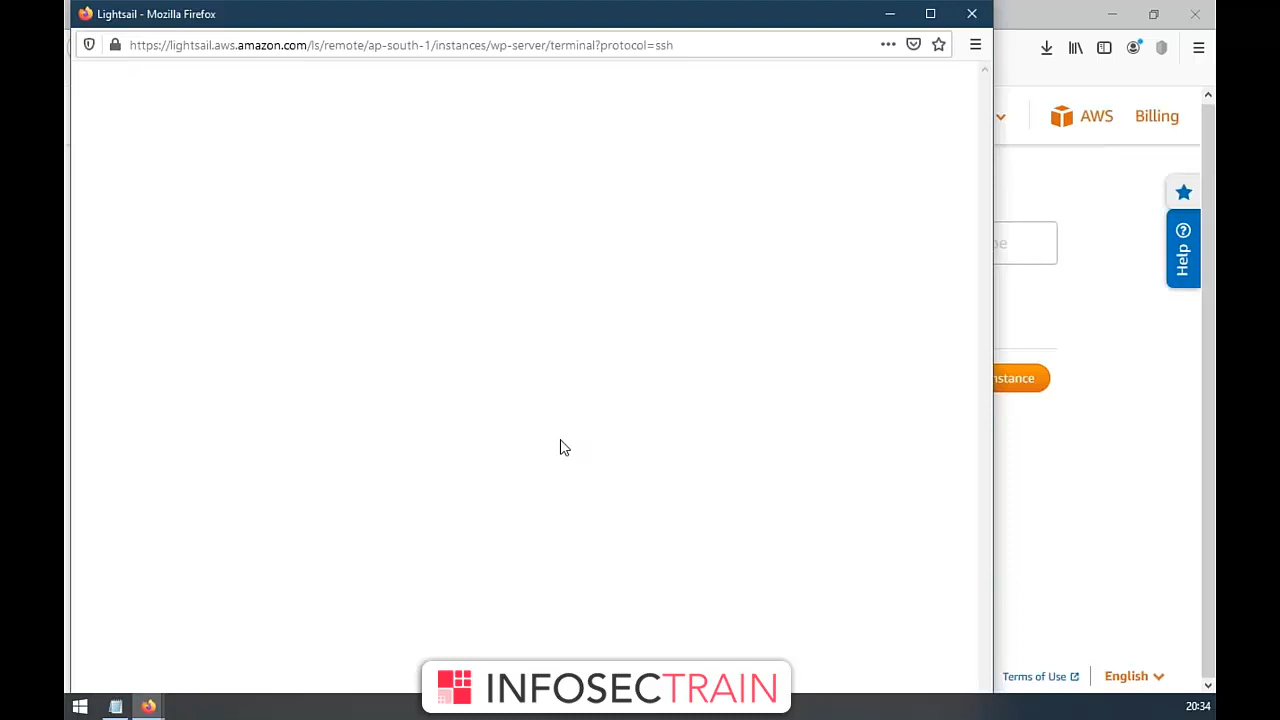 Lightsail - Mozilla Firefox
https://lightsail.aws.amazon.com/ls/remote/ap-south-1/instances/wp-server/terminal?protocol=ssh
AWS
Billing
Help
nstance
Terms of Use
English
INFOSECTRAIN
20:34